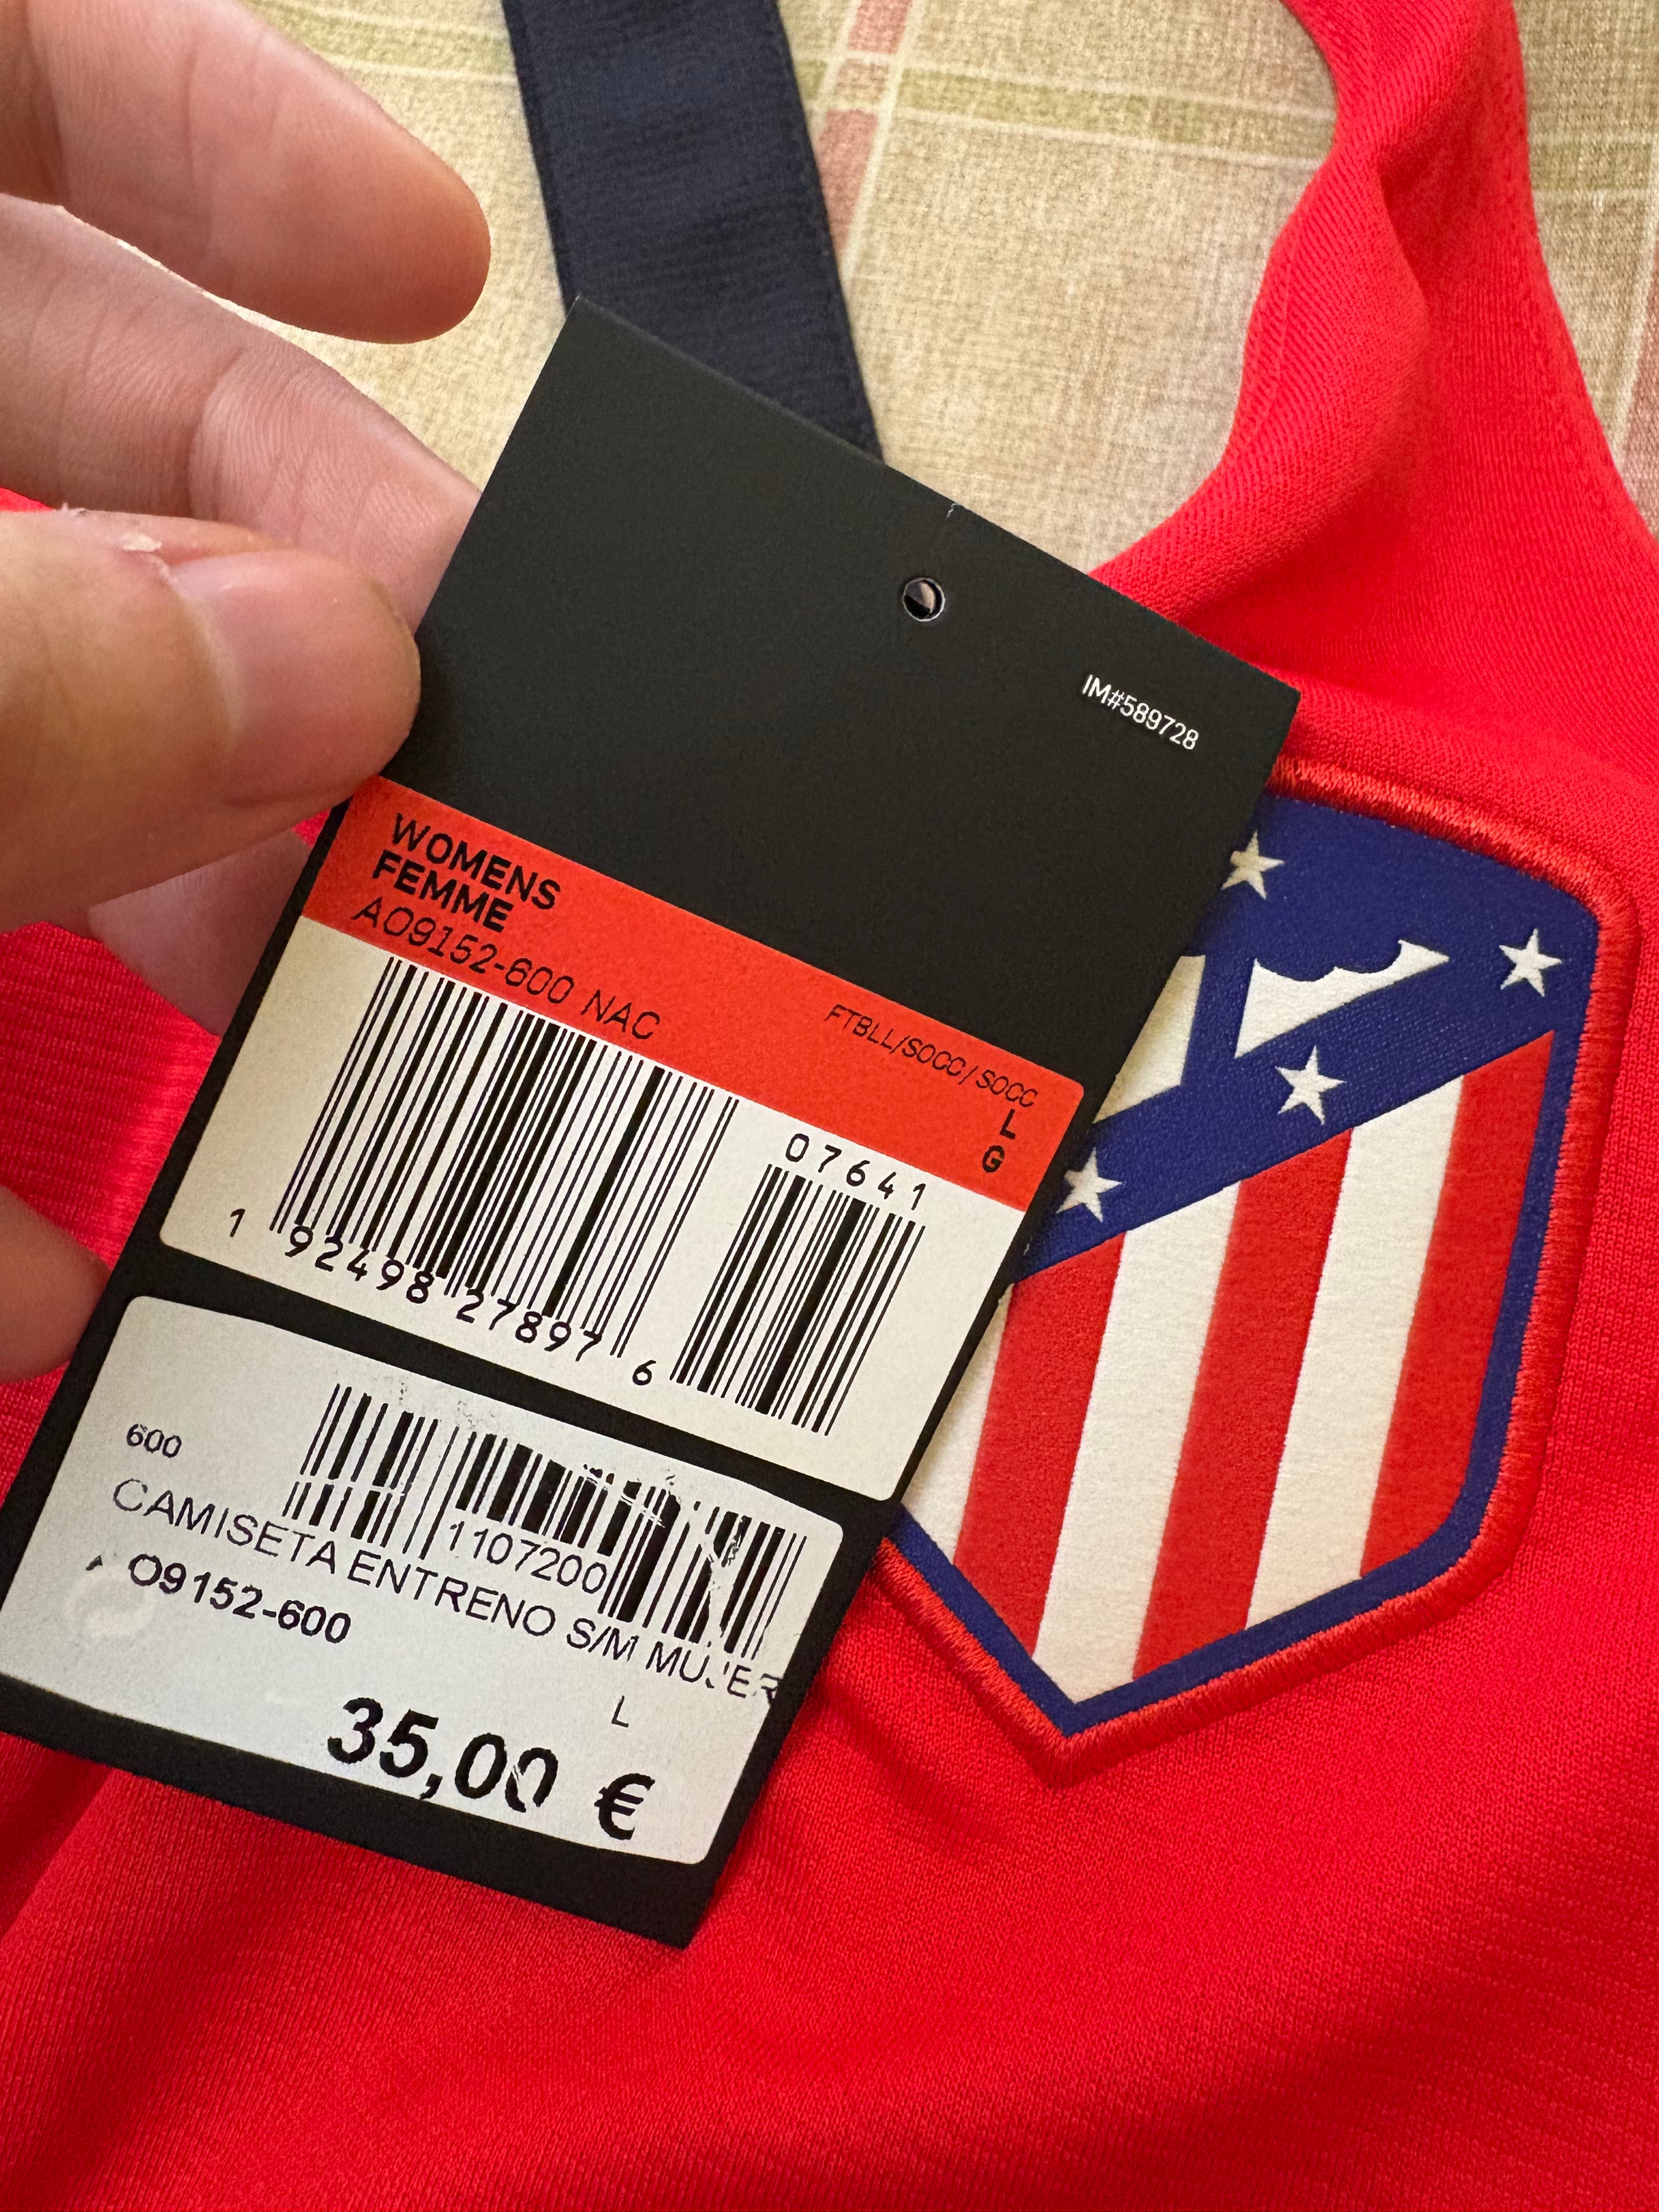 IM#589728
WOMENS
FEMME
AO9152-600 NAC
FTBLL/SOCC/SOCC
L
G
07641
1 92498 27897 6
600
1107200
CAMISETA ENTRENO S/M MUJER
O9152-600
L
35,00 €